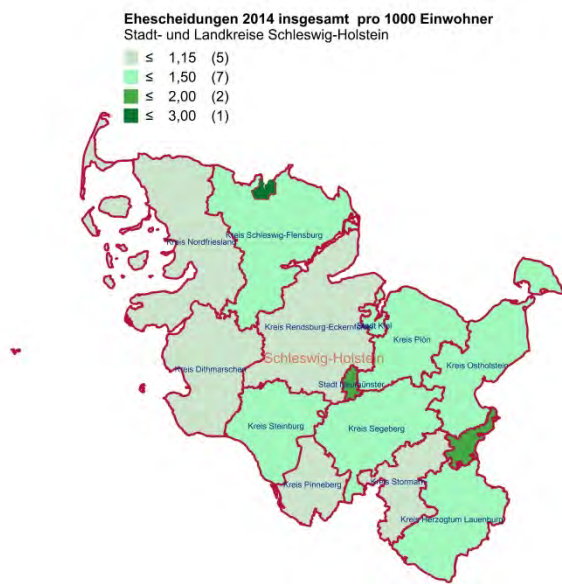 Ehescheidungen 2014 insgesamt pro 1000 Einwohner
Stadt- und Landkreise Schleswig-Holstein
≤ 1,15 (5)
≤ 1,50 (7)
≤ 2,00 (2)
≤ 3,00 (1)
Kreis Schleswig-Flensburg
Kreis Nordfriesland
Kreis Rendsburg-Eckernförde
Stadt Kiel
Kreis Plön
Schleswig-Holstein
Kreis Ostholstein
Kreis Dithmarschen
Stadt Neumünster
Kreis Steinburg
Kreis Segeberg
Kreis Pinneberg
Kreis Stormarn
Kreis Herzogtum Lauenburg